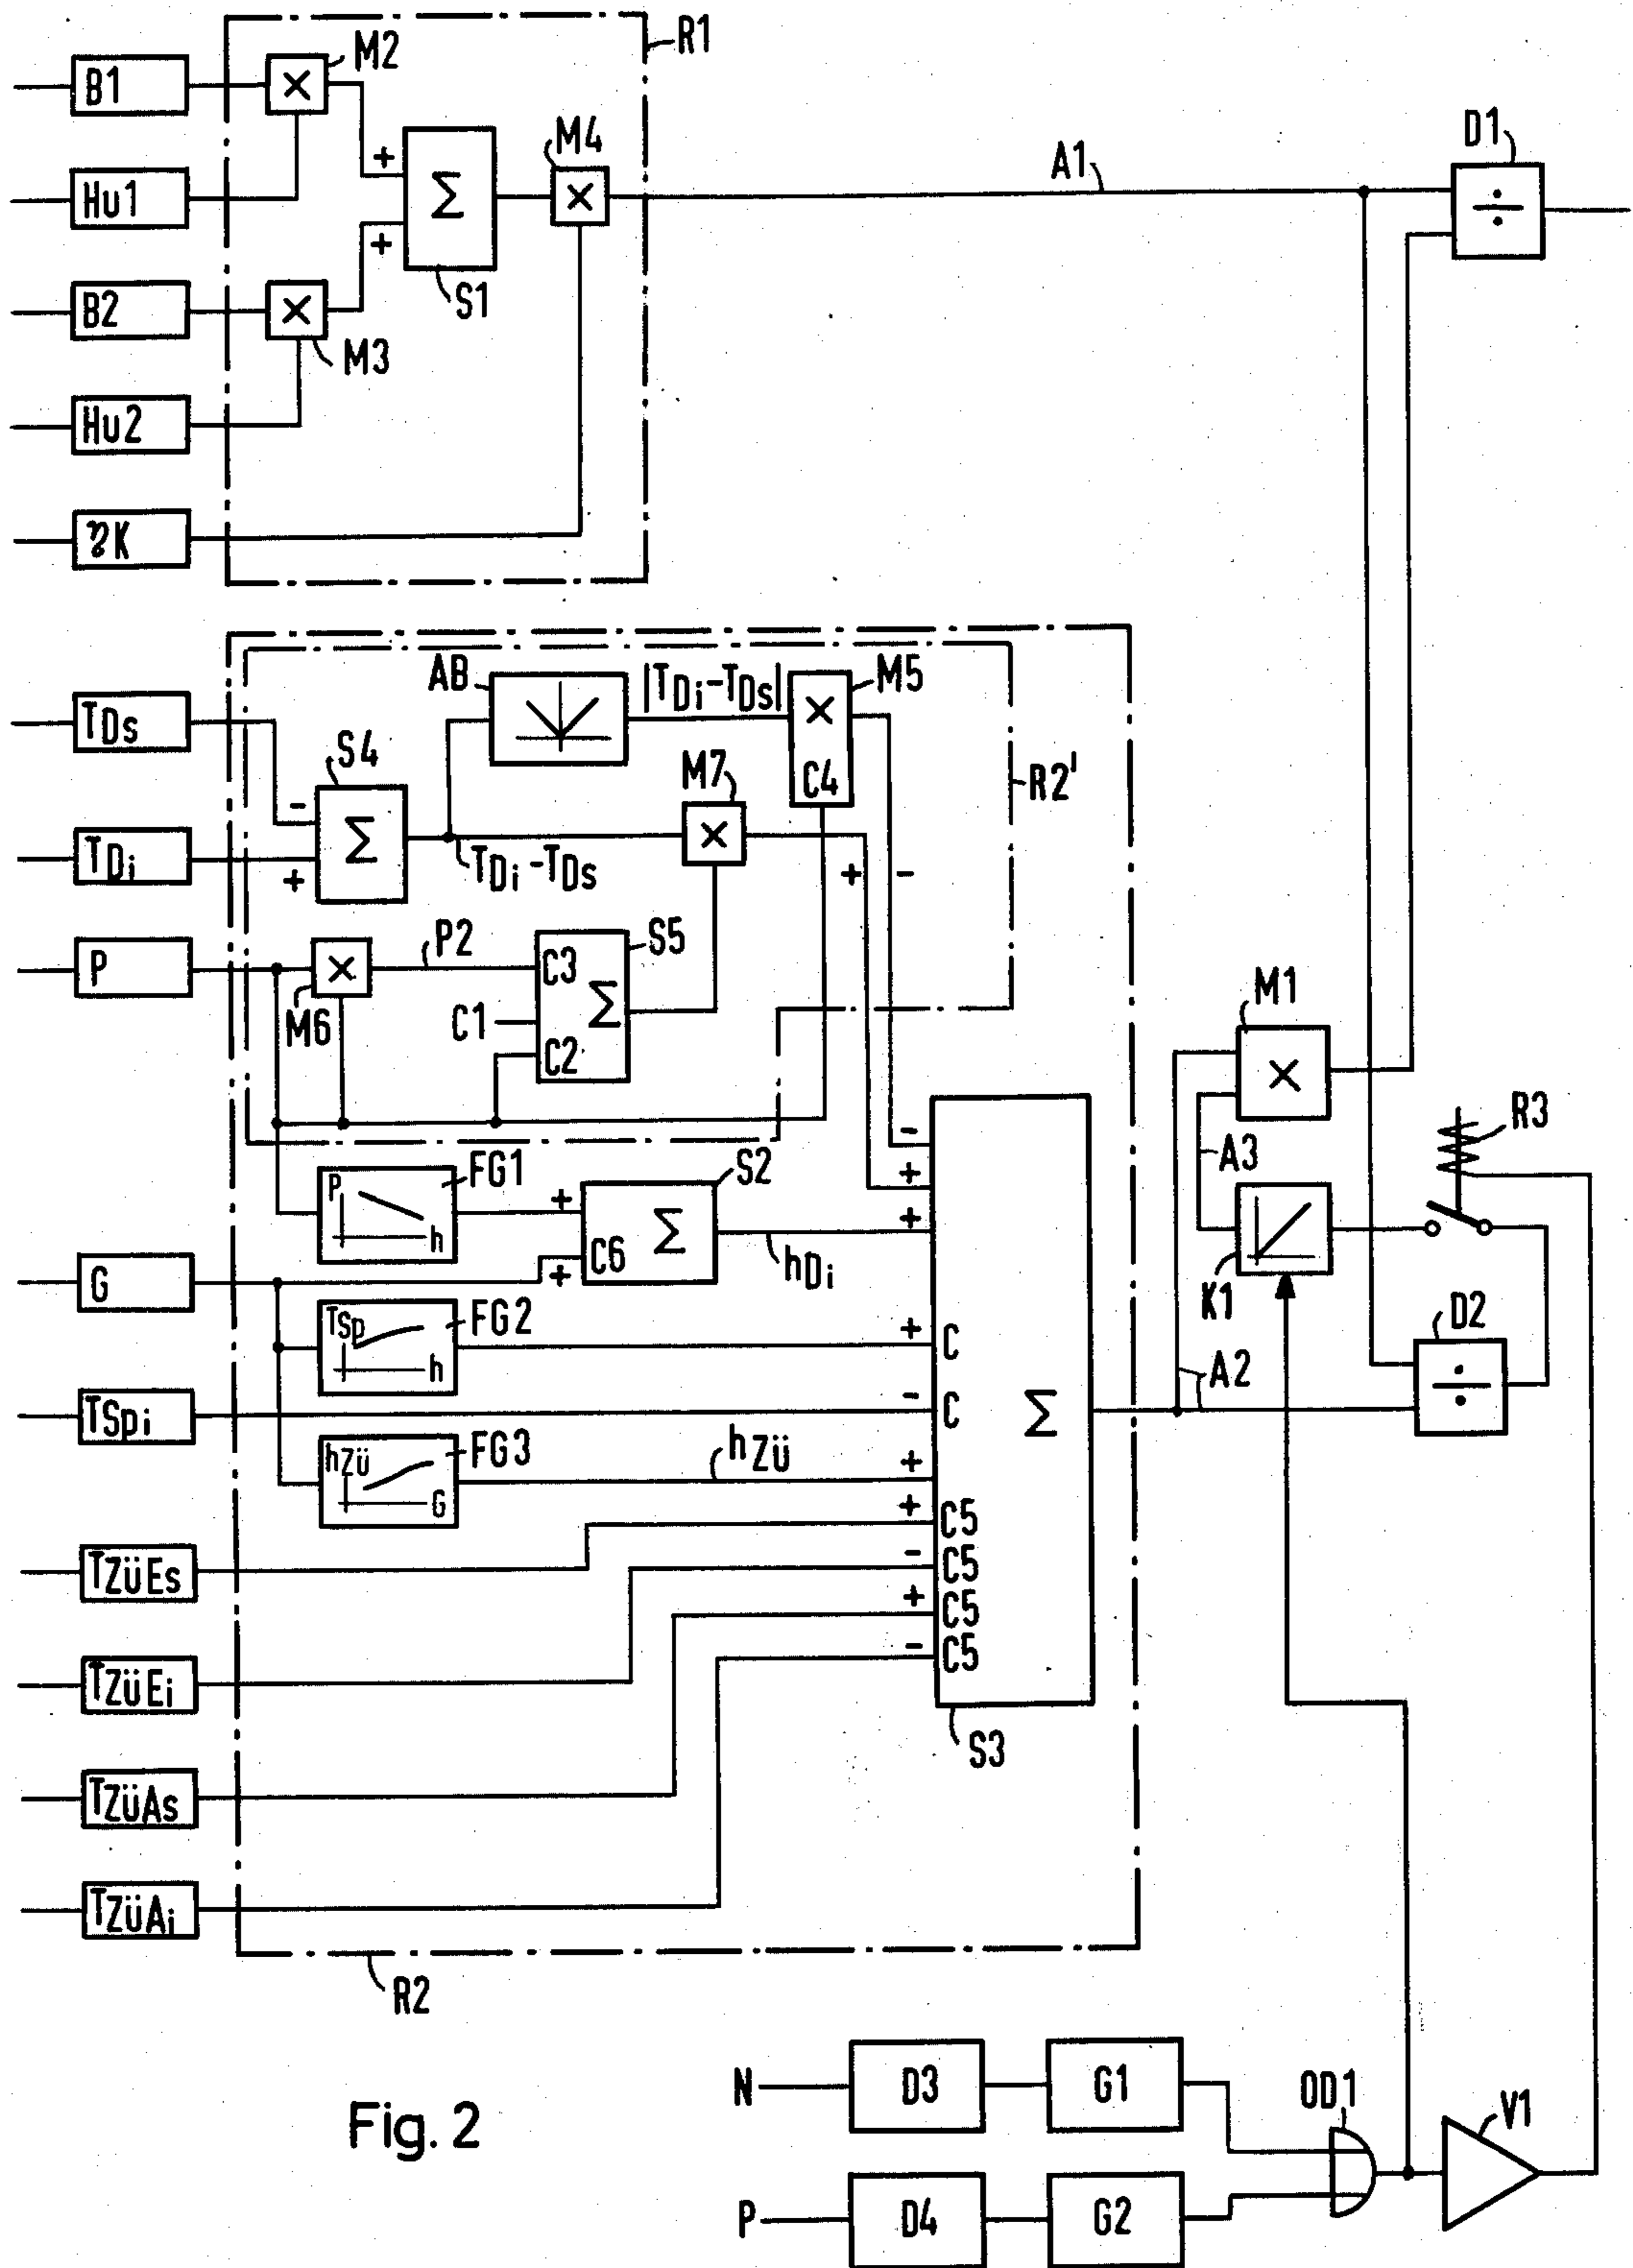 R1
M2
B1
×
M4
D1
A1
+
Σ
×
÷
Hu1
+
S1
B2
×
M3
Hu2
ηK
AB
|TDi-TDs|
M5
×
TDs
S4
M7
C4
R2'
-
Σ
×
TDi
+
TDi-TDs
+
-
S5
P2
P
×
C3
Σ
M6
C1
C2
M1
×
R3
A3
-
FG1
S2
+
P
h
+
Σ
+
C6
hDi
G
+
K1
D2
TSp
h
FG2
+
C
÷
A2
TSpi
-
C
Σ
hZü
G
FG3
hZü
+
+
C5
TZüEs
-
C5
+
C5
-
C5
TZüEi
S3
TZüAs
TZüAi
R2
N
D3
G1
OD1
V1
Fig. 2
P
D4
G2